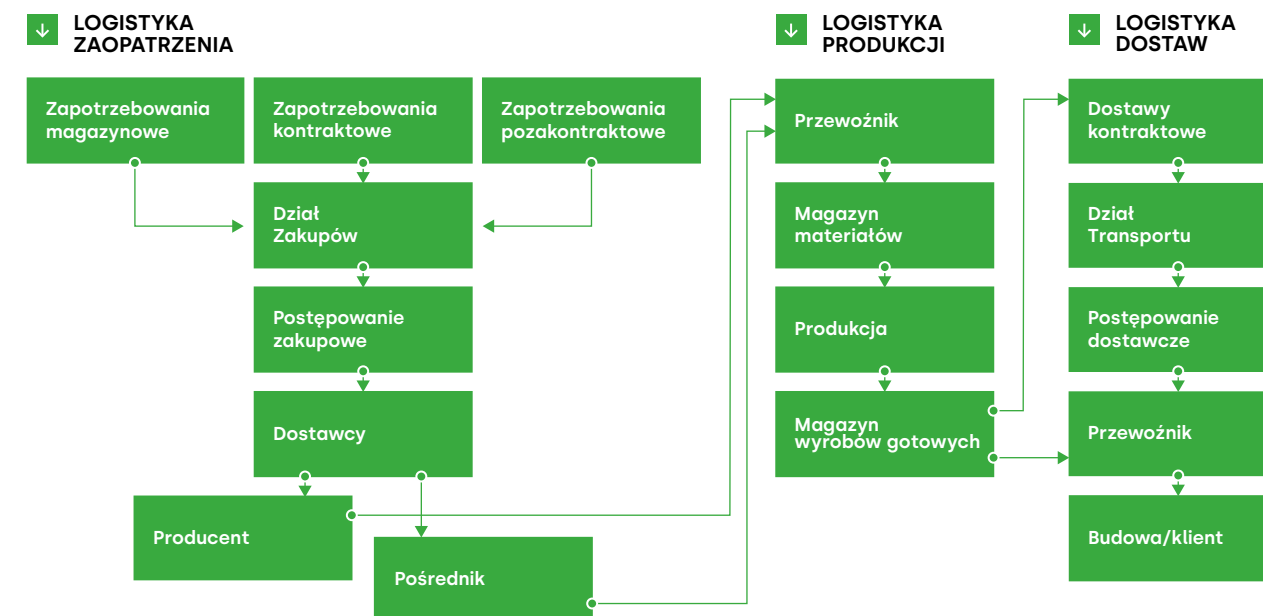 LOGISTYKA
ZAOPATRZENIA
Zapotrzebowania
magazynowe
Zapotrzebowania
kontraktowe
Zapotrzebowania
pozakontraktowe
Dział
Zakupów
Postępowanie
zakupowe
Dostawcy
Producent
Pośrednik
LOGISTYKA
PRODUKCJI
Przewoźnik
Magazyn
materiałów
Produkcja
Magazyn
wyrobów gotowych
LOGISTYKA
DOSTAW
Dostawy
kontraktowe
Dział
Transportu
Postępowanie
dostawcze
Przewoźnik
Budowa/klient